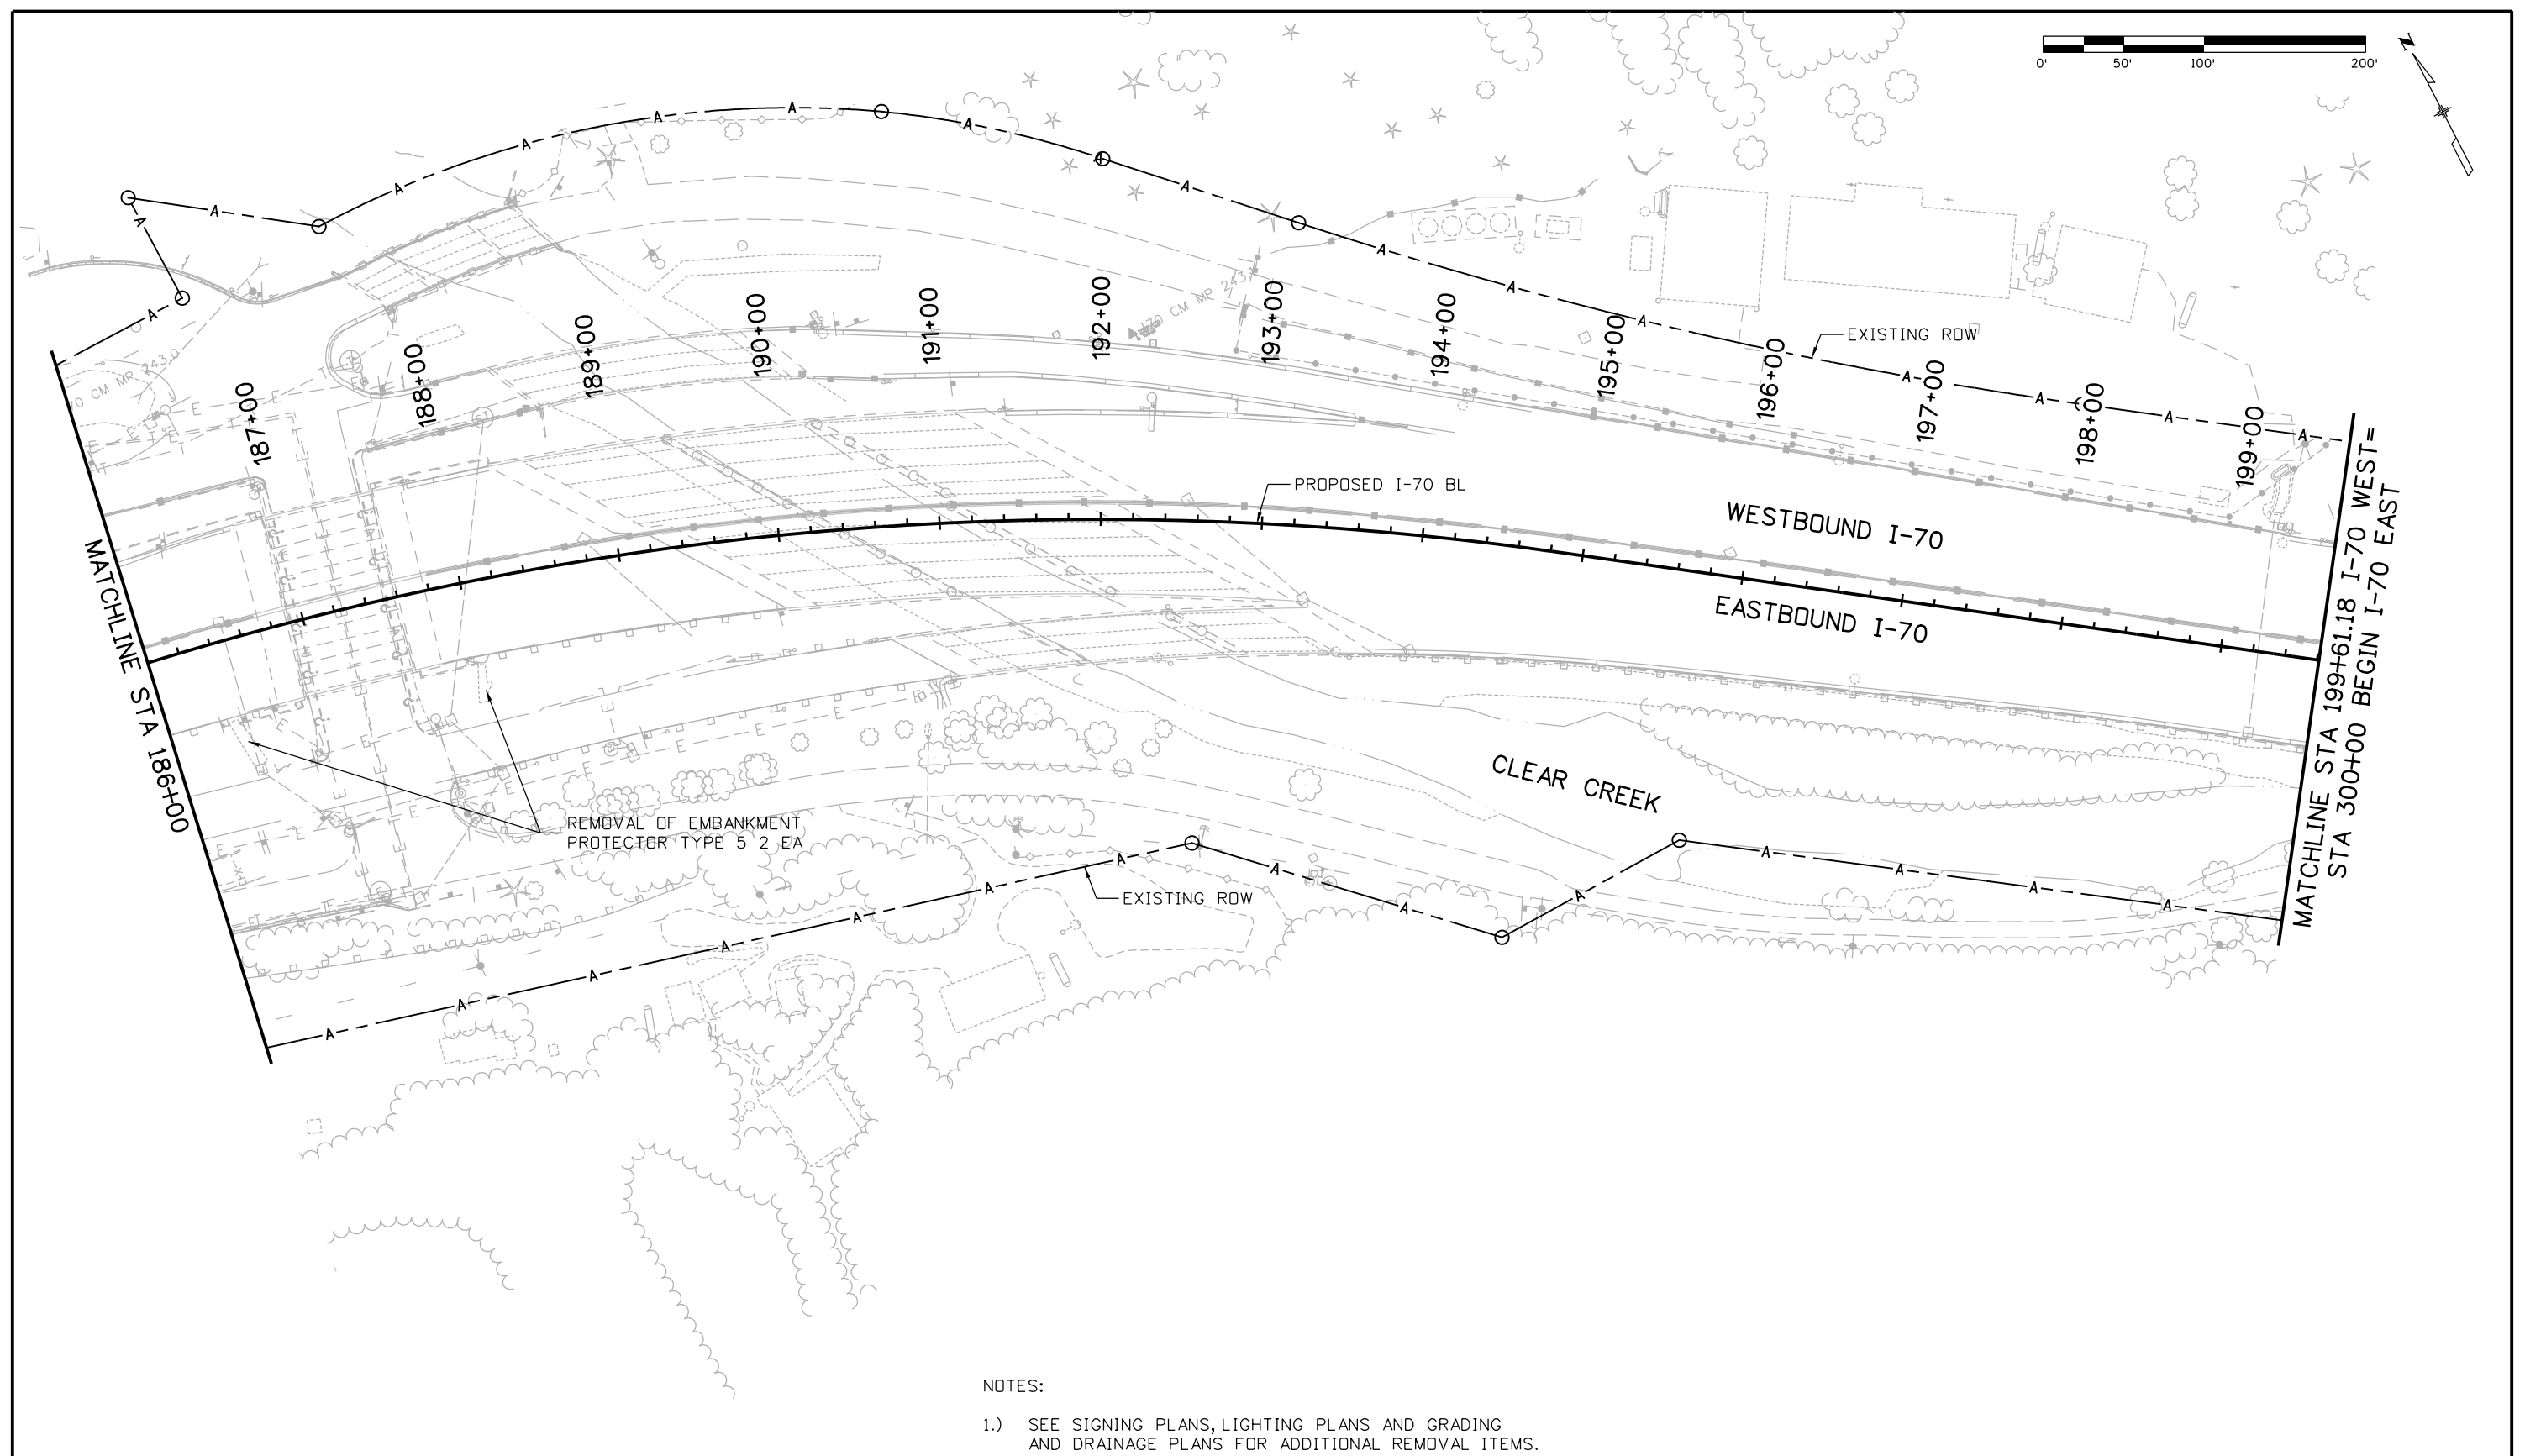 0' 50' 100' 200'
N
EXISTING ROW
187+00
188+00
189+00
190+00
191+00
192+00
193+00
194+00
195+00
196+00
197+00
198+00
199+00
PROPOSED I-70 BL
WESTBOUND I-70
EASTBOUND I-70
CLEAR CREEK
MATCHLINE STA 186+00
MATCHLINE STA 199+61.18 I-70 WEST=
STA 300+00 BEGIN I-70 EAST
REMOVAL OF EMBANKMENT
PROTECTOR TYPE 5 2 EA
EXISTING ROW
NOTES:
1.) SEE SIGNING PLANS, LIGHTING PLANS AND GRADING
AND DRAINAGE PLANS FOR ADDITIONAL REMOVAL ITEMS.